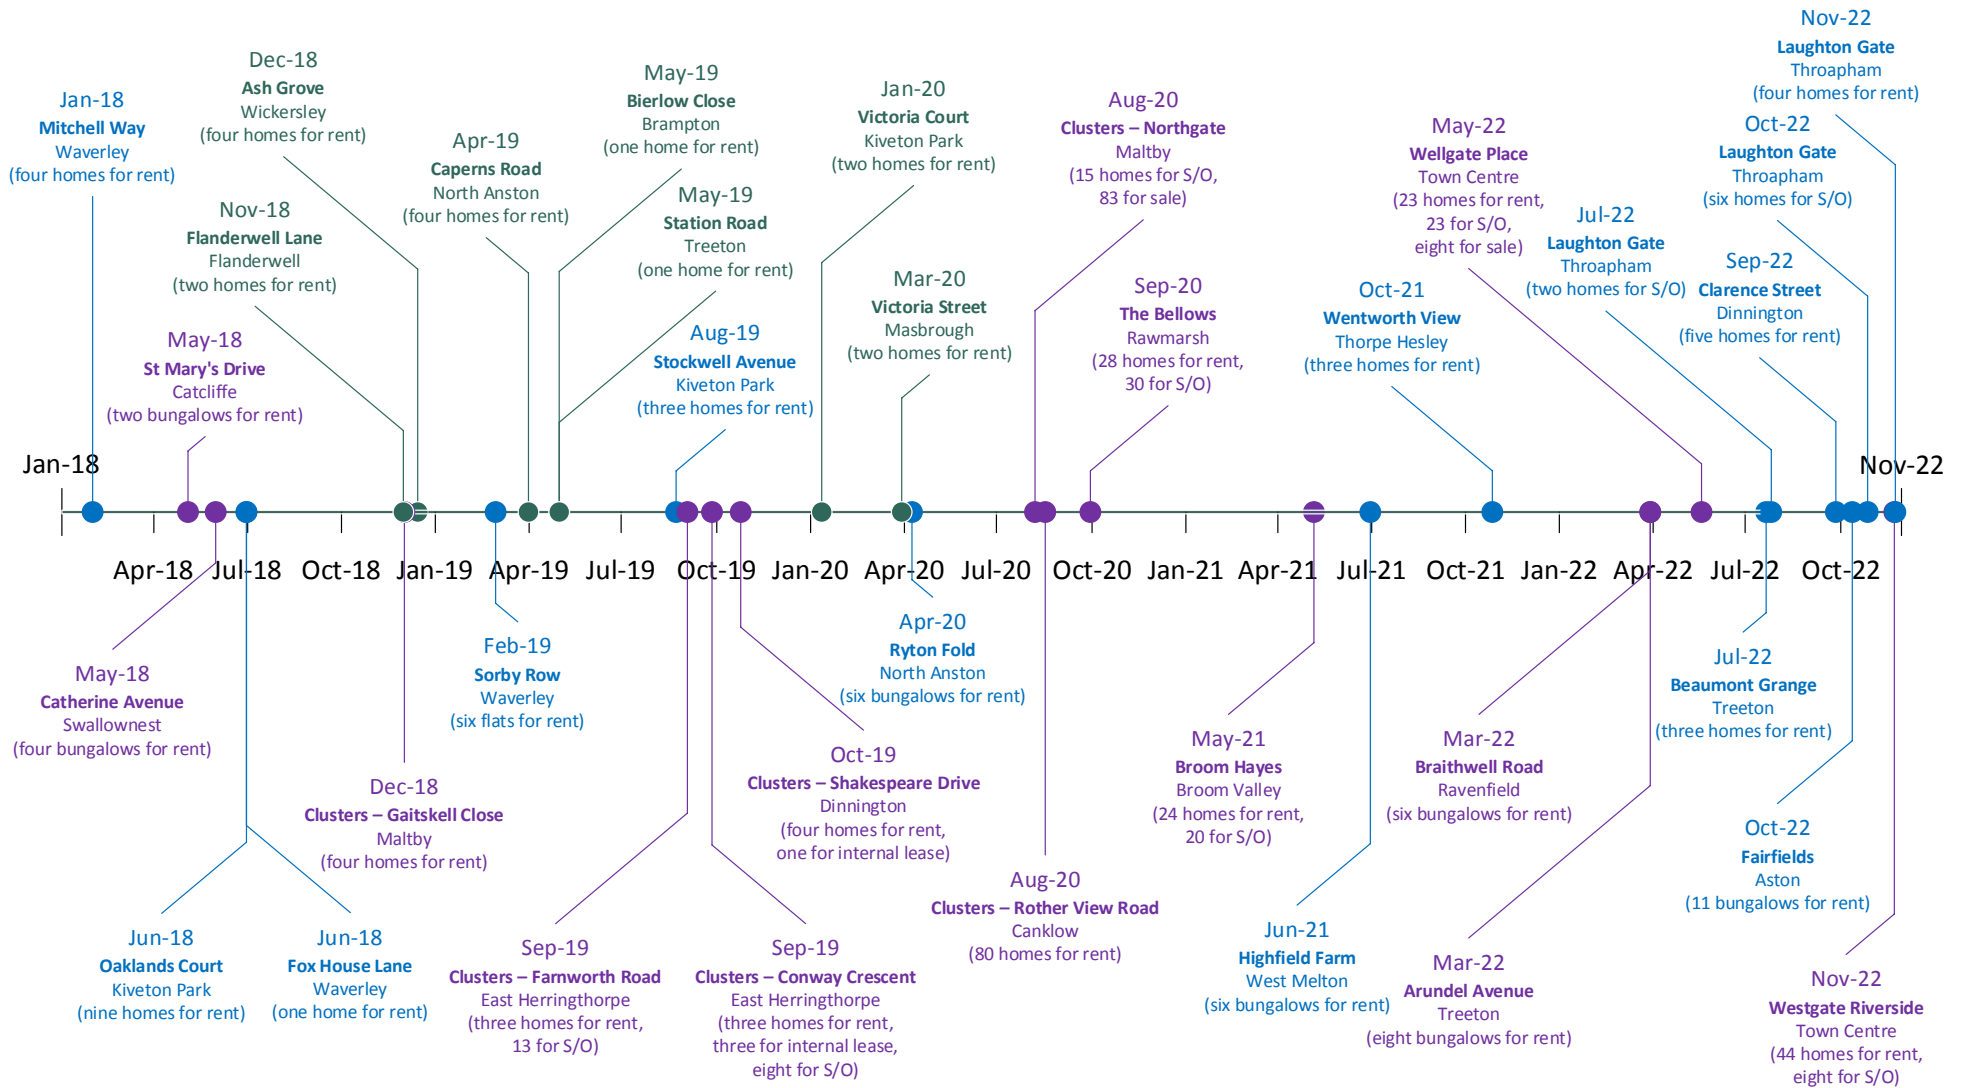 Jan-18
Mitchell Way
Waverley
(four homes for rent)
Dec-18
Ash Grove
Wickersley
(four homes for rent)
Nov-18
Flanderwell Lane
Flanderwell
(two homes for rent)
May-18
St Mary's Drive
Catcliffe
(two bungalows for rent)
Apr-19
Caperns Road
North Anston
(four homes for rent)
May-19
Bierlow Close
Brampton
(one home for rent)
May-19
Station Road
Treeton
(one home for rent)
Aug-19
Stockwell Avenue
Kiveton Park
(three homes for rent)
Jan-20
Victoria Court
Kiveton Park
(two homes for rent)
Mar-20
Victoria Street
Masbrough
(two homes for rent)
Aug-20
Clusters – Northgate
Maltby
(15 homes for S/O,
83 for sale)
Sep-20
The Bellows
Rawmarsh
(28 homes for rent,
30 for S/O)
Oct-21
Wentworth View
Thorpe Hesley
(three homes for rent)
May-22
Wellgate Place
Town Centre
(23 homes for rent,
23 for S/O,
eight for sale)
Jul-22
Laughton Gate
Throapham
(two homes for S/O)
Sep-22
Clarence Street
Dinnington
(five homes for rent)
Oct-22
Laughton Gate
Throapham
(six homes for S/O)
Nov-22
Laughton Gate
Throapham
(four homes for rent)
Jan-18
Nov-22
Apr-18
Jul-18
Oct-18
Jan-19
Apr-19
Jul-19
Oct-19
Jan-20
Apr-20
Jul-20
Oct-20
Jan-21
Apr-21
Jul-21
Oct-21
Jan-22
Apr-22
Jul-22
Oct-22
May-18
Catherine Avenue
Swallownest
(four bungalows for rent)
Jun-18
Oaklands Court
Kiveton Park
(nine homes for rent)
Jun-18
Fox House Lane
Waverley
(one home for rent)
Dec-18
Clusters – Gaitskell Close
Maltby
(four homes for rent)
Feb-19
Sorby Row
Waverley
(six flats for rent)
Sep-19
Clusters – Farnworth Road
East Herringthorpe
(three homes for rent,
13 for S/O)
Sep-19
Clusters – Conway Crescent
East Herringthorpe
(three homes for rent,
three for internal lease,
eight for S/O)
Oct-19
Clusters – Shakespeare Drive
Dinnington
(four homes for rent,
one for internal lease)
Apr-20
Ryton Fold
North Anston
(six bungalows for rent)
Aug-20
Clusters – Rother View Road
Canklow
(80 homes for rent)
May-21
Broom Hayes
Broom Valley
(24 homes for rent,
20 for S/O)
Jun-21
Highfield Farm
West Melton
(six bungalows for rent)
Mar-22
Braithwell Road
Ravenfield
(six bungalows for rent)
Mar-22
Arundel Avenue
Treeton
(eight bungalows for rent)
Jul-22
Beaumont Grange
Treeton
(three homes for rent)
Oct-22
Fairfields
Aston
(11 bungalows for rent)
Nov-22
Westgate Riverside
Town Centre
(44 homes for rent,
eight for S/O)